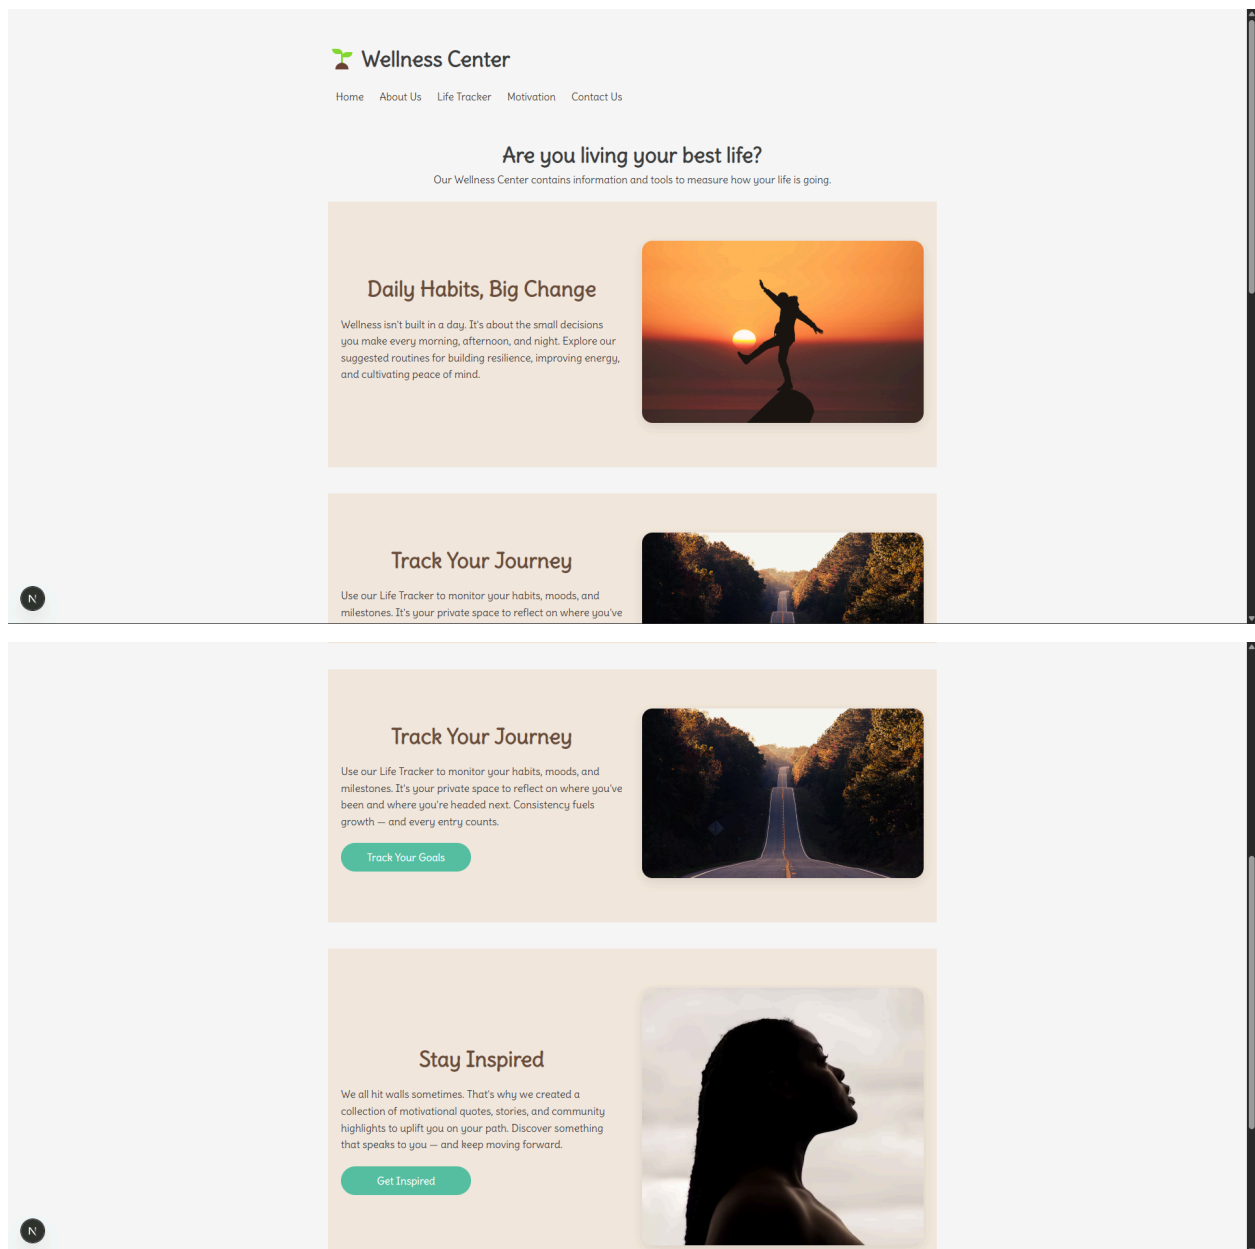 Wellness Center
Home About Us Life Tracker Motivation Contact Us
Are you living your best life?
Our Wellness Center contains information and tools to measure how your life is going.
Daily Habits, Big Change
Wellness isn't built in a day. It's about the small decisions
you make every morning, afternoon, and night. Explore our
suggested routines for building resilience, improving energy,
and cultivating peace of mind.
Track Your Journey
Use our Life Tracker to monitor your habits, moods, and
milestones. It's your private space to reflect on where you've
N
Track Your Journey
Use our Life Tracker to monitor your habits, moods, and
milestones. It's your private space to reflect on where you've
been and where you're headed next. Consistency fuels
growth — and every entry counts.
Track Your Goals
Stay Inspired
We all hit walls sometimes. That's why we created a
collection of motivational quotes, stories, and community
highlights to uplift you on your path. Discover something
that speaks to you — and keep moving forward.
Get Inspired
N